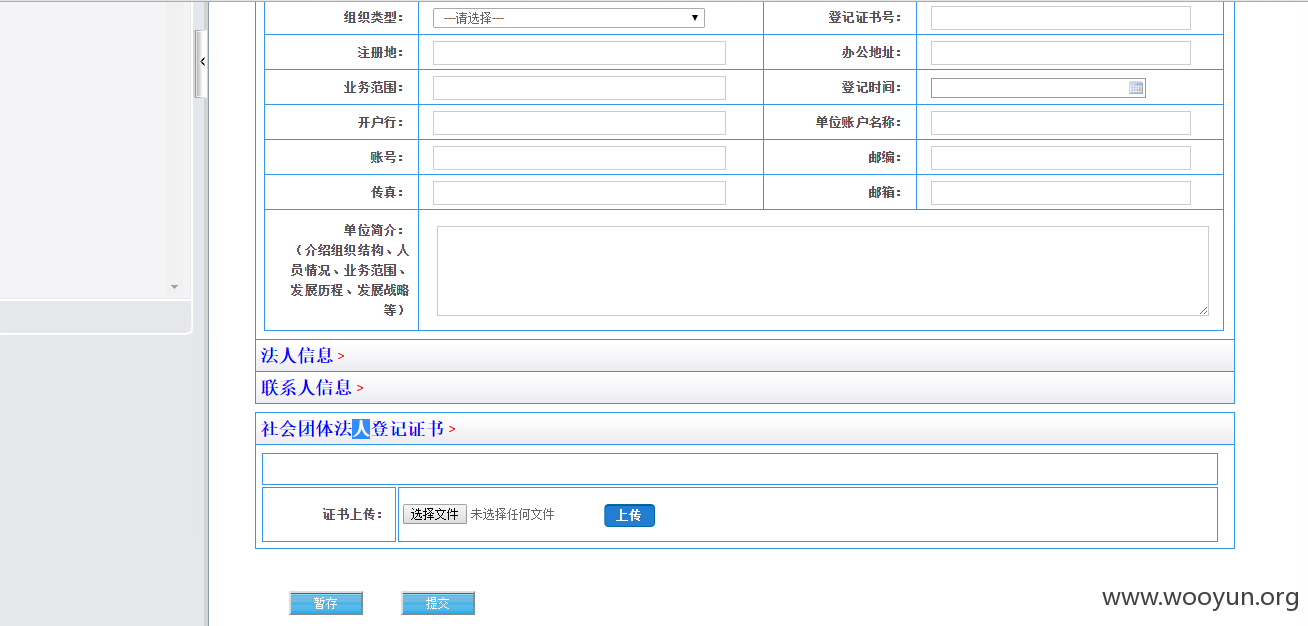 组织类型： ---请选择--- 登记证书号：
注册地： 办公地址：
业务范围： 登记时间：
开户行： 单位账户名称：
账号： 邮编：
传真： 邮箱：
单位简介：
（介绍组织结构、人
员情况、业务范围、
发展历程、发展战略
等）
法人信息 >
联系人信息 >
社会团体法人登记证书 >
证书上传： 选择文件 未选择任何文件 上传
暂存 提交
www.wooyun.org